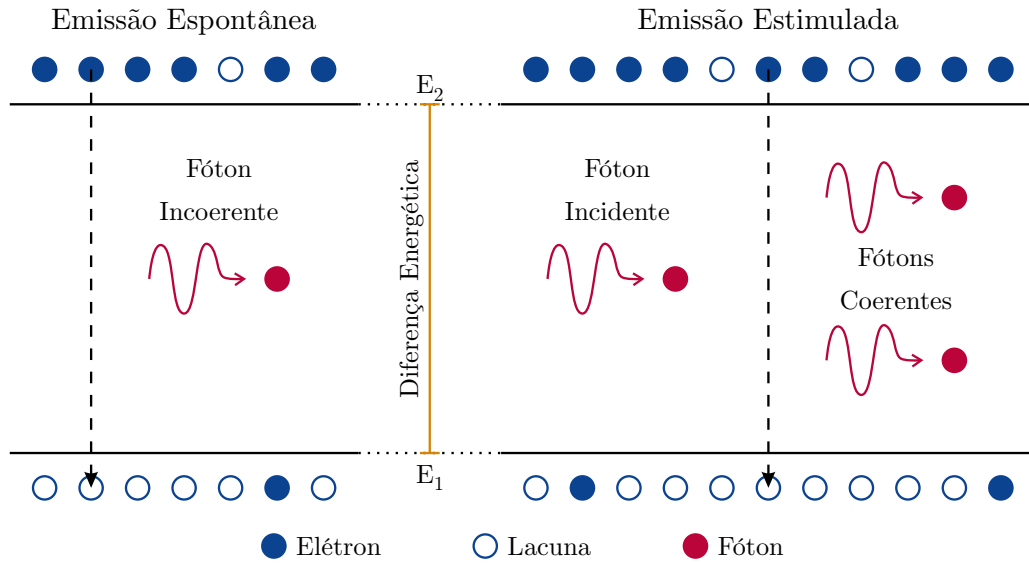 Emissão Espontânea
Emissão Estimulada
E2
Fóton
Incoerente
Diferença Energética
Fóton
Incidente
Fótons
Coerentes
E1
Elétron
Lacuna
Fóton